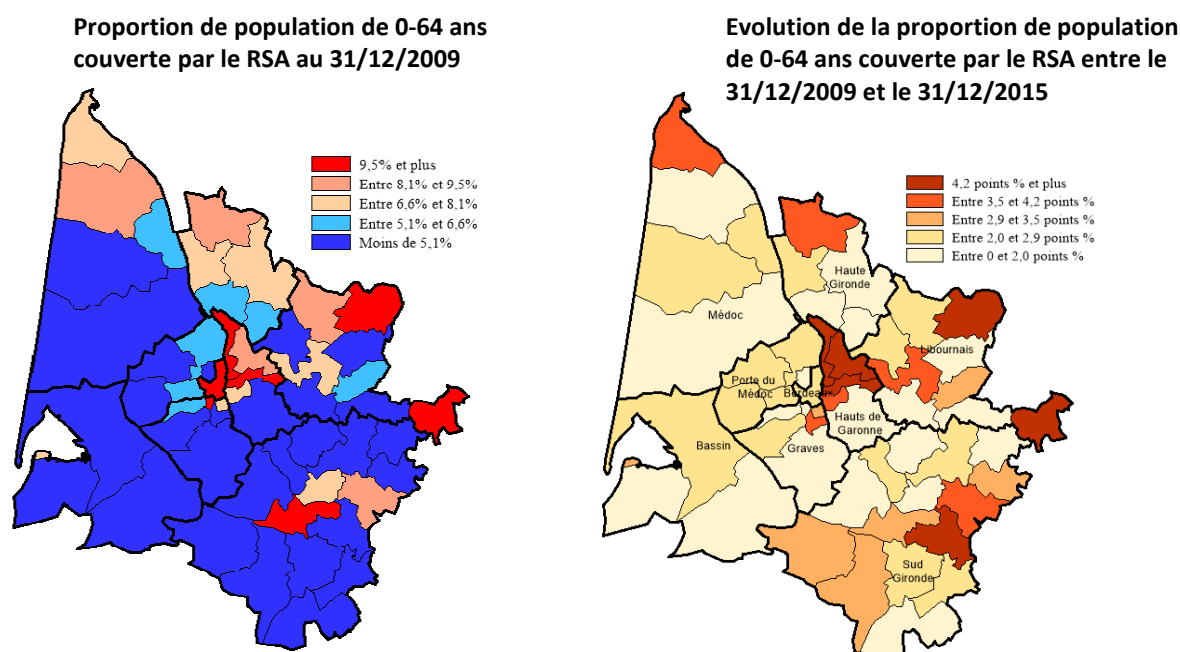 Proportion de population de 0-64 ans
couverte par le RSA au 31/12/2009
9,5% et plus
Entre 8,1% et 9,5%
Entre 6,6% et 8,1%
Entre 5,1% et 6,6%
Moins de 5,1%
Evolution de la proportion de population
de 0-64 ans couverte par le RSA entre le
31/12/2009 et le 31/12/2015
4,2 points % et plus
Entre 3,5 et 4,2 points %
Entre 2,9 et 3,5 points %
Entre 2,0 et 2,9 points %
Entre 0 et 2,0 points %
Haute
Gironde
Médoc
Libournais
Porte du
Médoc
Bordeaux
Hauts de
Garonne
Bassin
Graves
Sud
Gironde